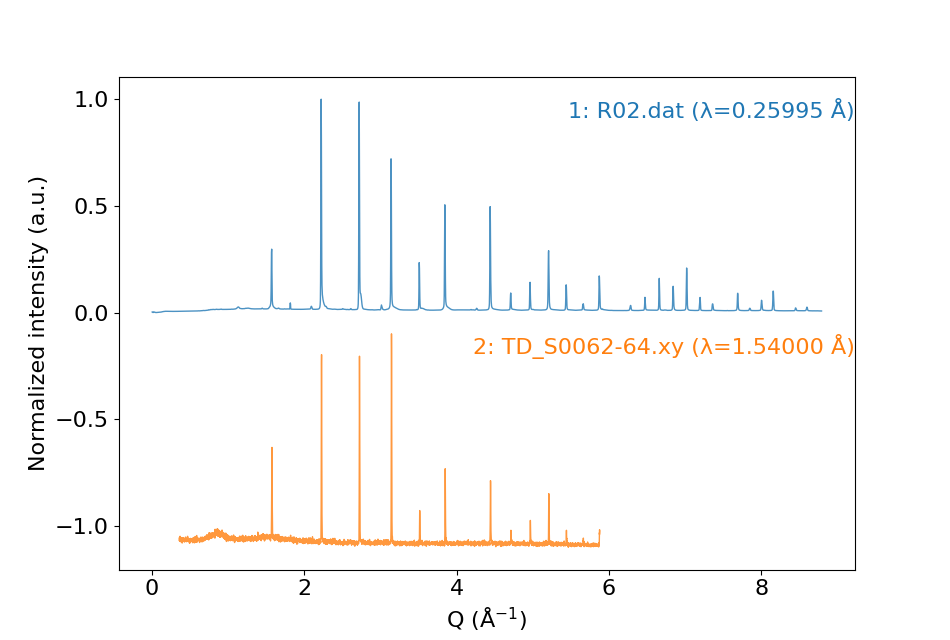 1.0
1: R02.dat (λ=0.25995 Å)
0.5
0.0
2: TD_S0062-64.xy (λ=1.54000 Å)
−0.5
−1.0
Normalized intensity (a.u.)
0 2 4 6 8
Q (Å⁻¹)